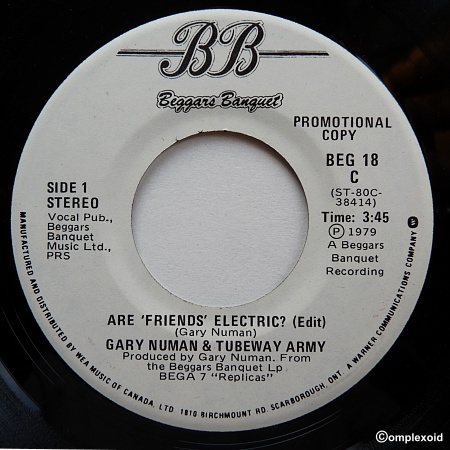 BB
Beggars Banquet
PROMOTIONAL
COPY
BEG 18
C
(ST-80C-
38414)
Time: 3:45
Ⓟ 1979
A Beggars
Banquet
Recording
SIDE 1
STEREO
Vocal Pub.,
Beggars
Banquet
Music Ltd.,
PRS
ARE 'FRIENDS' ELECTRIC? (Edit)
(Gary Numan)
GARY NUMAN & TUBEWAY ARMY
Produced by Gary Numan. From
the Beggars Banquet Lp
BEGA 7 "Replicas"
MANUFACTURED AND DISTRIBUTED BY WEA MUSIC OF CANADA, LTD. 1810 BIRCHMOUNT RD. SCARBOROUGH, ONT. A WARNER COMMUNICATIONS COMPANY W
©omplexoid